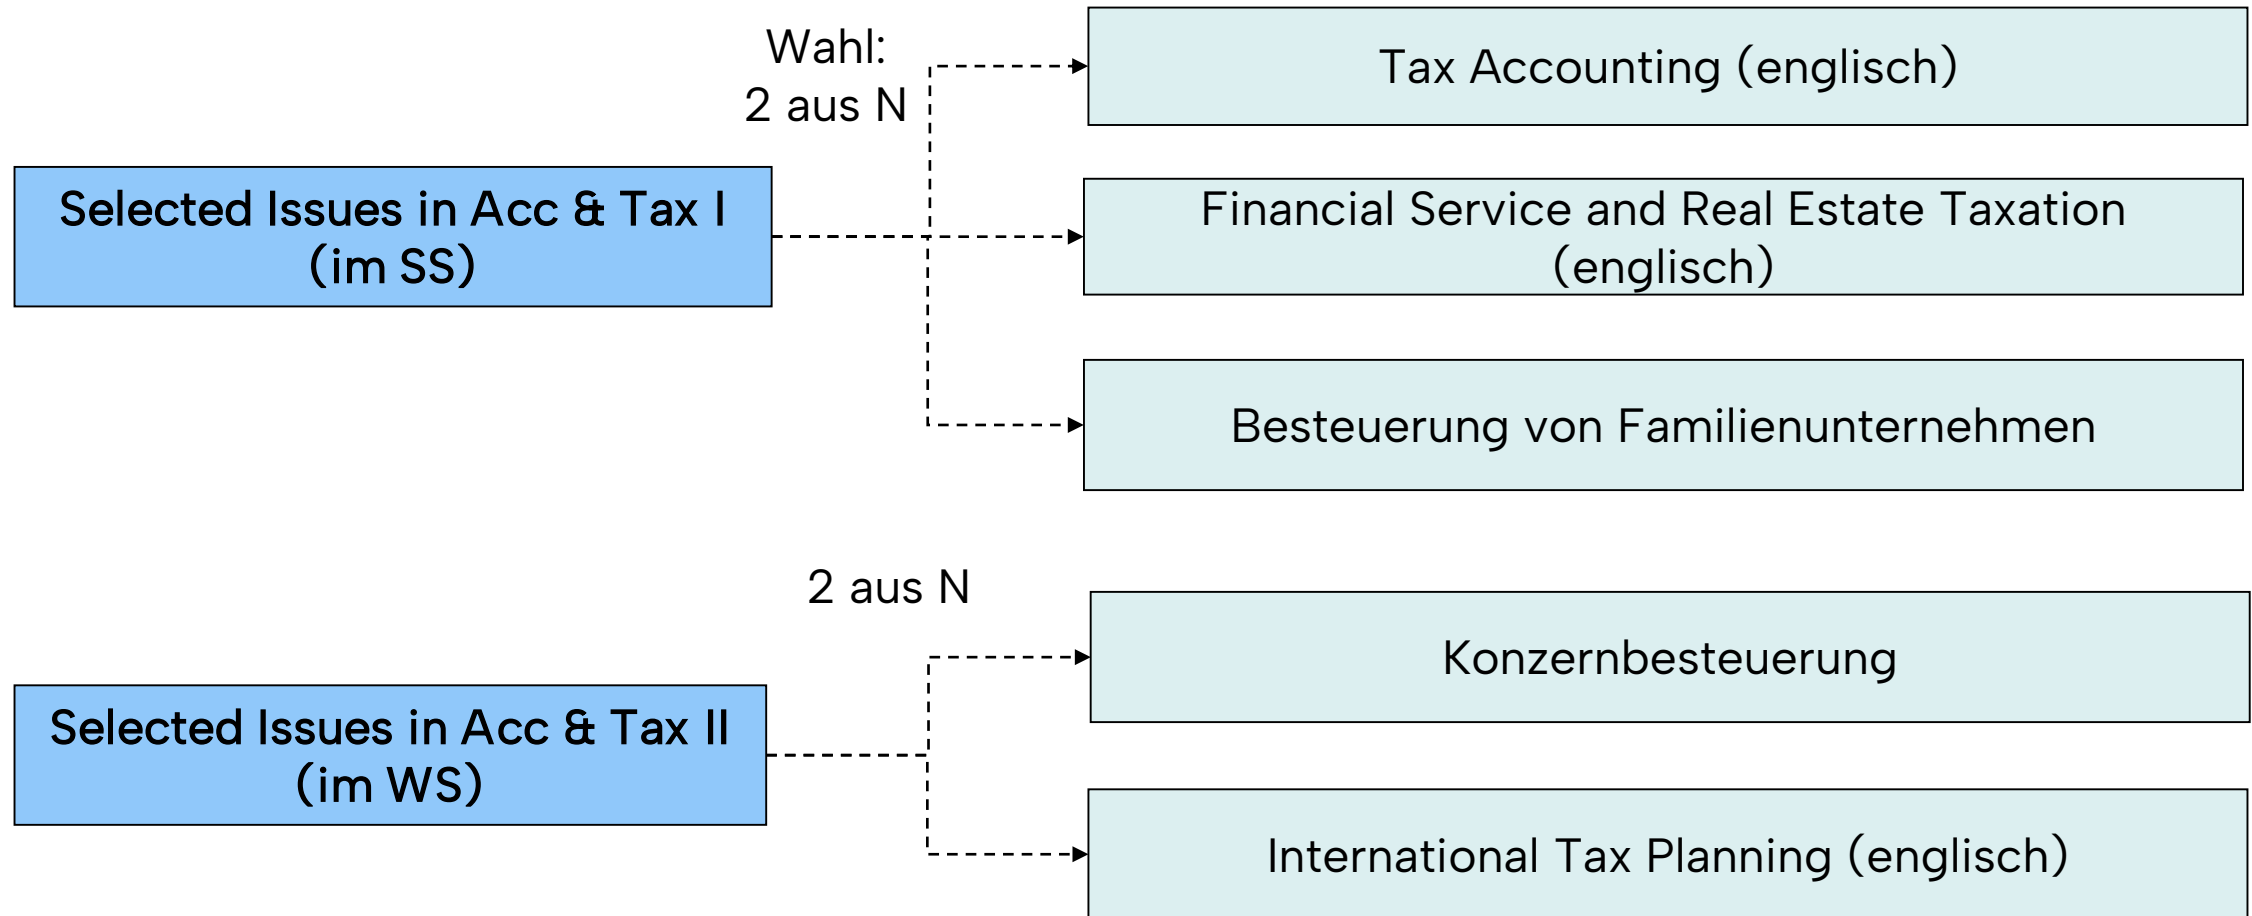 Wahl:
2 aus N
Tax Accounting (englisch)
Selected Issues in Acc & Tax I
(im SS)
Financial Service and Real Estate Taxation
(englisch)
Besteuerung von Familienunternehmen
2 aus N
Konzernbesteuerung
Selected Issues in Acc & Tax II
(im WS)
International Tax Planning (englisch)